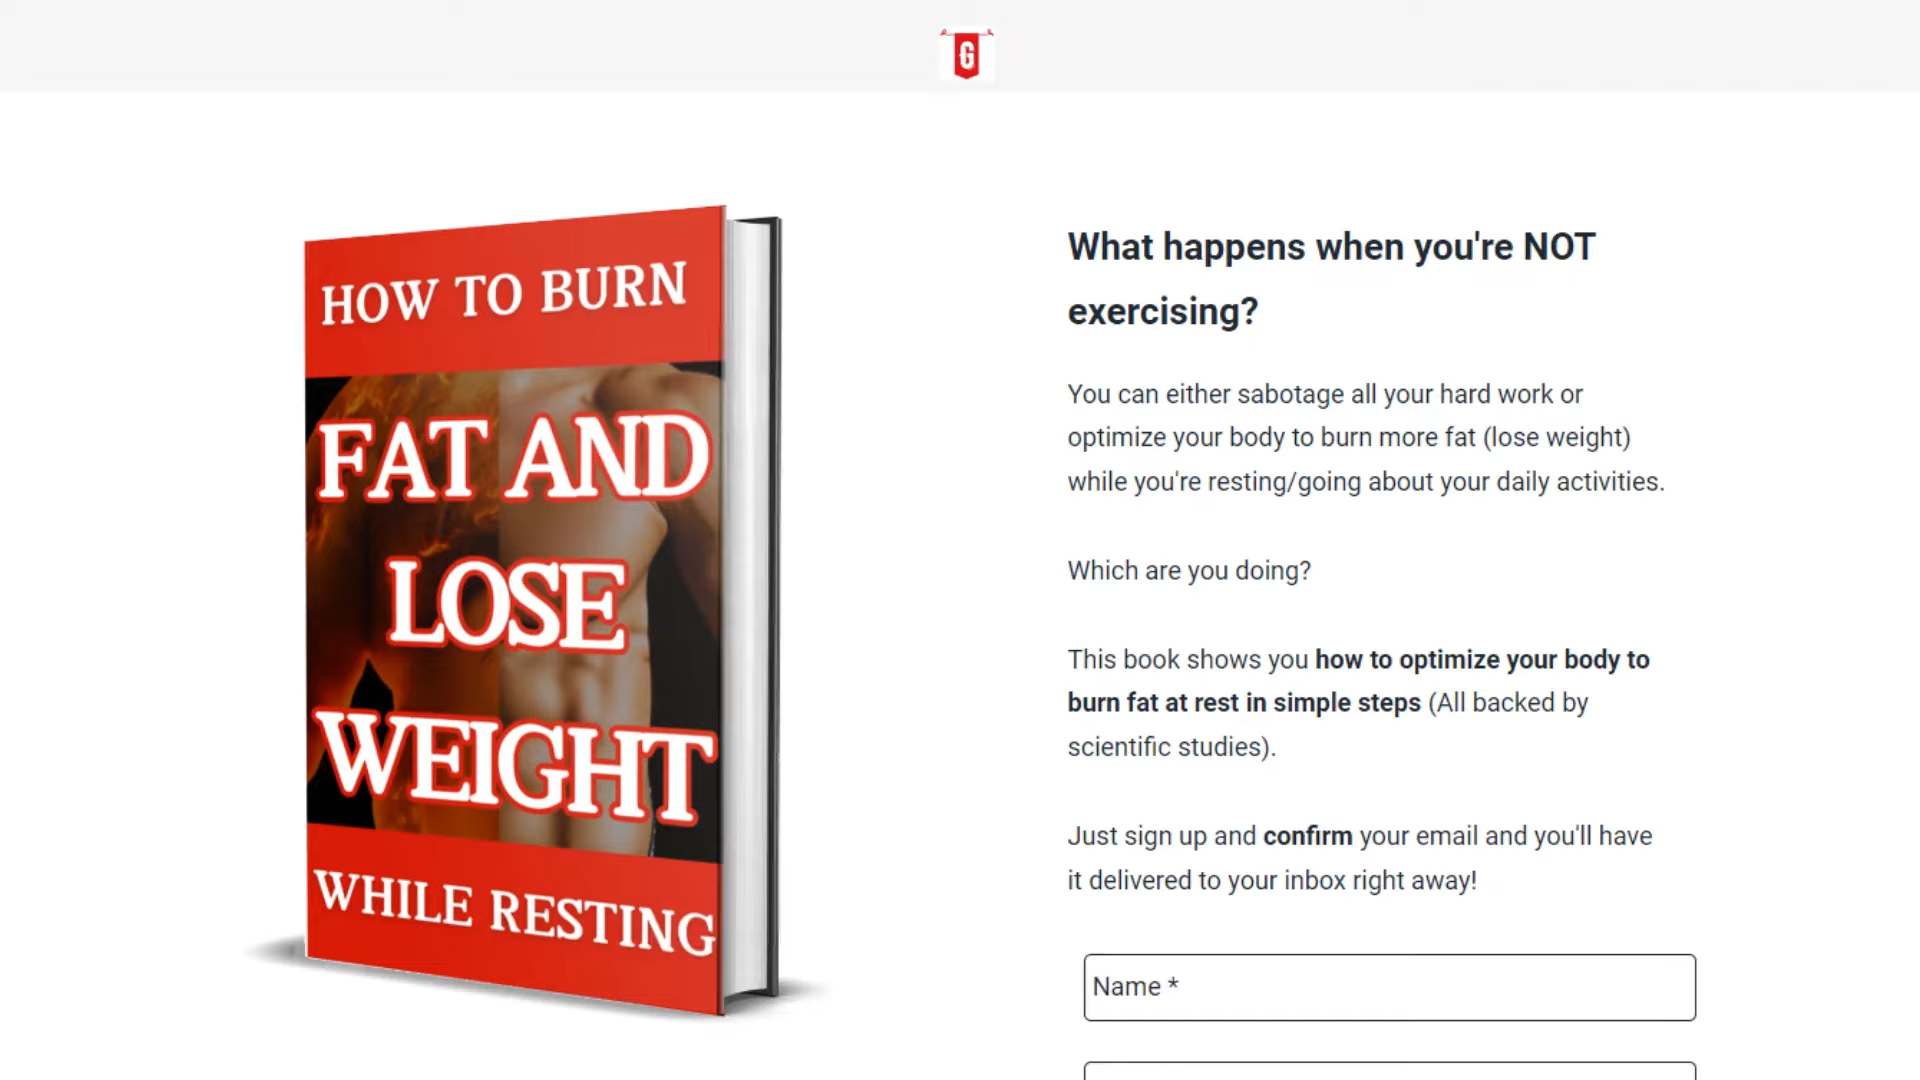 G
HOW TO BURN
FAT AND
LOSE
WEIGHT
WHILE RESTING
What happens when you're NOT
exercising?
You can either sabotage all your hard work or
optimize your body to burn more fat (lose weight)
while you're resting/going about your daily activities.
Which are you doing?
This book shows you how to optimize your body to
burn fat at rest in simple steps (All backed by
scientific studies).
Just sign up and confirm your email and you'll have
it delivered to your inbox right away!
Name *